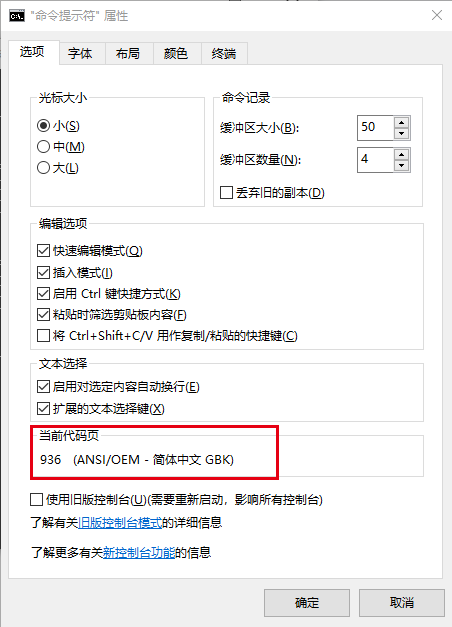 "命令提示符" 属性
选项 字体 布局 颜色 终端
光标大小
小(S)
中(M)
大(L)
命令记录
缓冲区大小(B): 50
缓冲区数量(N): 4
丢弃旧的副本(D)
编辑选项
快速编辑模式(Q)
插入模式(I)
启用 Ctrl 键快捷方式(K)
粘贴时筛选剪贴板内容(F)
将 Ctrl+Shift+C/V 用作复制/粘贴的快捷键(C)
文本选择
启用对选定内容自动换行(E)
扩展的文本选择键(X)
当前代码页
936 (ANSI/OEM - 简体中文 GBK)
使用旧版控制台(U)(需要重新启动，影响所有控制台)
了解有关旧版控制台模式的详细信息
了解更多有关新控制台功能的信息
确定 取消